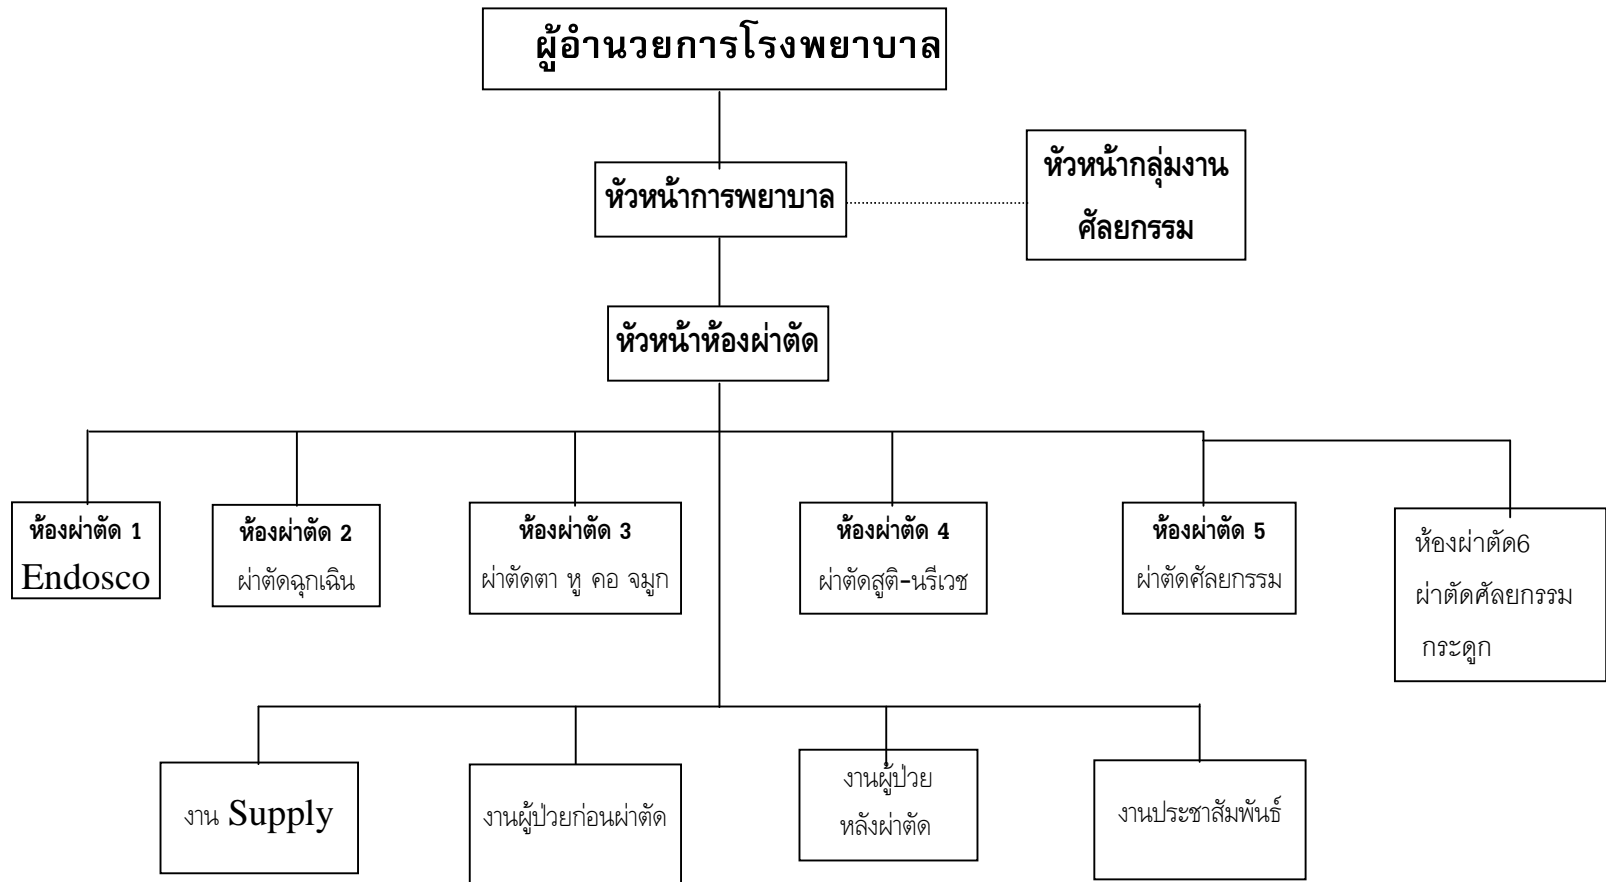 ผู้อำนวยการโรงพยาบาล
หัวหน้าการพยาบาล
หัวหน้ากลุ่มงาน
ศัลยกรรม
หัวหน้าห้องผ่าตัด
ห้องผ่าตัด 1
Endosco
ห้องผ่าตัด 2
ผ่าตัดฉุกเฉิน
ห้องผ่าตัด 3
ผ่าตัดตา หู คอ จมูก
ห้องผ่าตัด 4
ผ่าตัดสูติ-นรีเวช
ห้องผ่าตัด 5
ผ่าตัดศัลยกรรม
ห้องผ่าตัด6
ผ่าตัดศัลยกรรม
กระดูก
งาน Supply
งานผู้ป่วยก่อนผ่าตัด
งานผู้ป่วย
หลังผ่าตัด
งานประชาสัมพันธ์